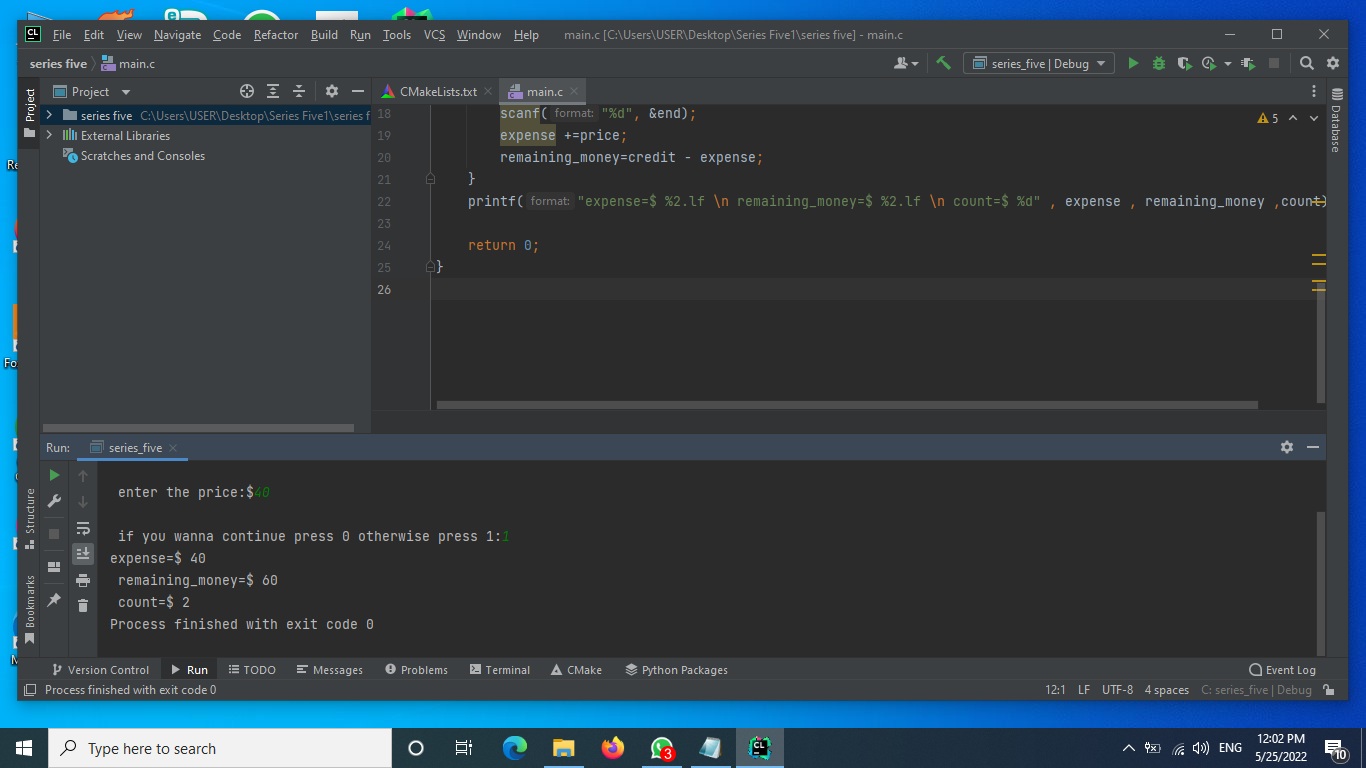 File Edit View Navigate Code Refactor Build Run Tools VCS Window Help main.c [C:\Users\USER\Desktop\Series Five1\series five] - main.c
series five main.c series_five | Debug
Project
Project
CMakeLists.txt main.c
Database
series five C:\Users\USER\Desktop\Series Five1\series f
External Libraries
Scratches and Consoles
5
18 scanf( format: "%d", &end);
19 expense +=price;
20 remaining_money=credit - expense;
21 }
22 printf( format: "expense=$ %2.lf \n remaining_money=$ %2.lf \n count=$ %d" , expense , remaining_money ,count)
23
24 return 0;
25 }
26
Run: series_five
enter the price:$40
if you wanna continue press 0 otherwise press 1:1
expense=$ 40
remaining_money=$ 60
count=$ 2
Process finished with exit code 0
Structure
Bookmarks
Version Control Run TODO Messages Problems Terminal CMake Python Packages Event Log
Process finished with exit code 0 12:1 LF UTF-8 4 spaces C: series_five | Debug
Type here to search
3
ENG
12:02 PM
5/25/2022
10